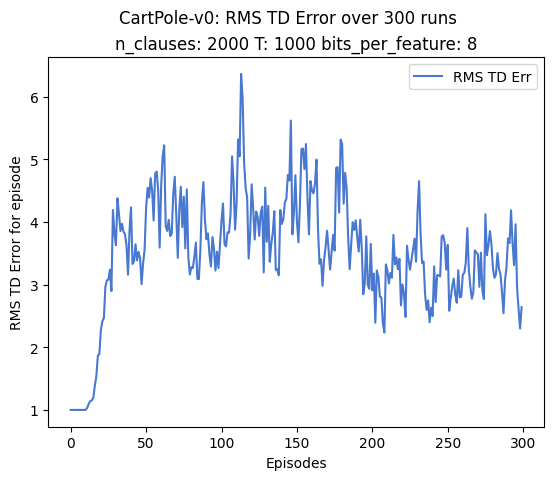 CartPole-v0: RMS TD Error over 300 runs
n_clauses: 2000 T: 1000 bits_per_feature: 8
RMS TD Err
6
5
4
3
2
1
RMS TD Error for episode
0
50
100
150
200
250
300
Episodes